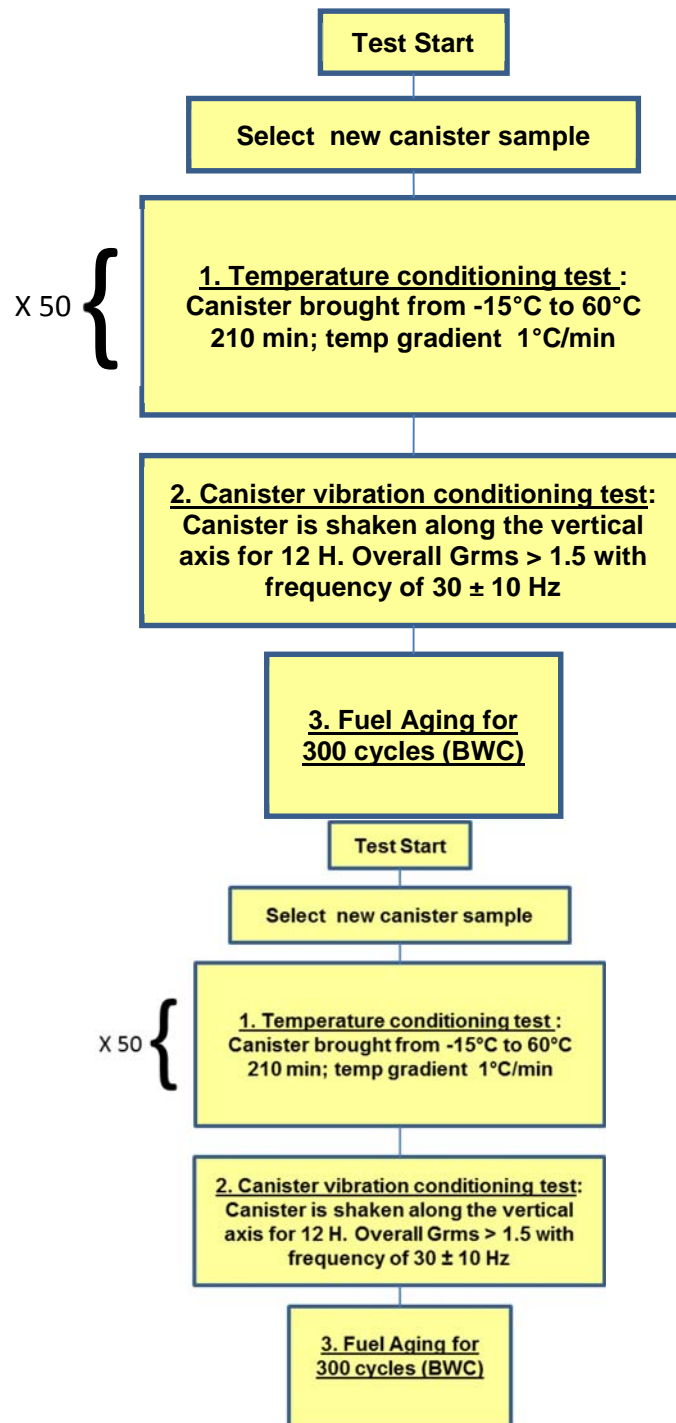 Test Start
Select new canister sample
X 50 {
1. Temperature conditioning test :
Canister brought from -15°C to 60°C
210 min; temp gradient 1°C/min
2. Canister vibration conditioning test:
Canister is shaken along the vertical
axis for 12 H. Overall Grms > 1.5 with
frequency of 30 ± 10 Hz
3. Fuel Aging for
300 cycles (BWC)
Test Start
Select new canister sample
X 50 {
1. Temperature conditioning test :
Canister brought from -15°C to 60°C
210 min; temp gradient 1°C/min
2. Canister vibration conditioning test:
Canister is shaken along the vertical
axis for 12 H. Overall Grms > 1.5 with
frequency of 30 ± 10 Hz
3. Fuel Aging for
300 cycles (BWC)